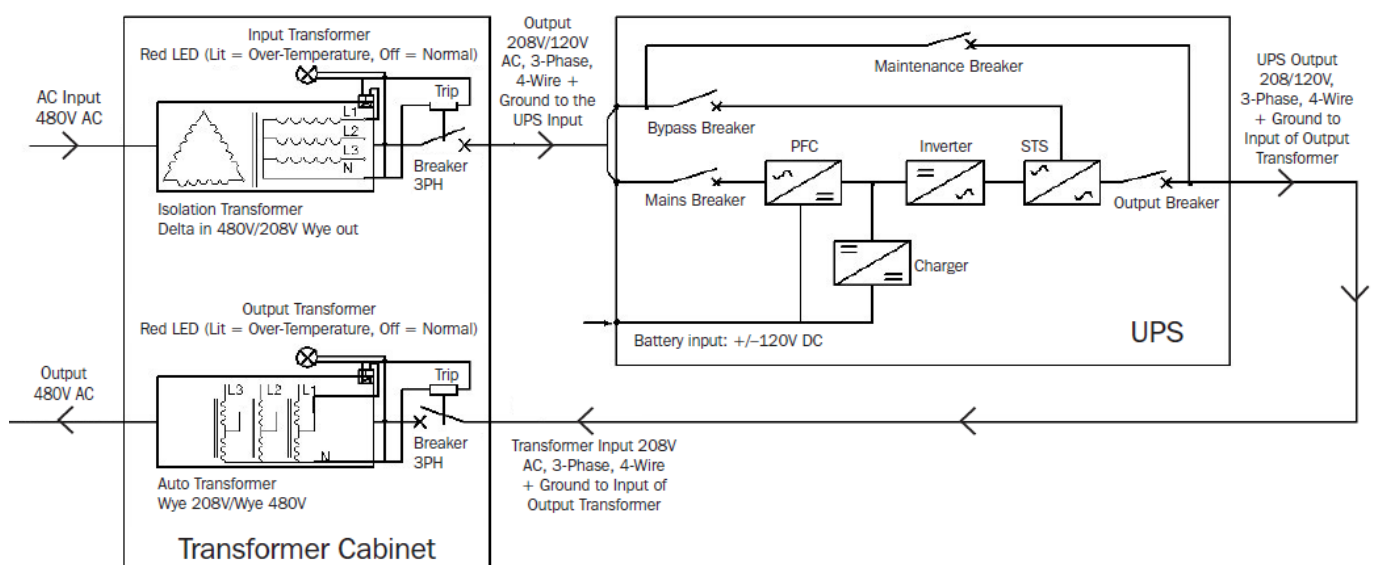 Input Transformer
Red LED (Lit = Over-Temperature, Off = Normal)
AC Input
480V AC
Trip
L1
L2
L3
N
Breaker
3PH
Isolation Transformer
Delta in 480V/208V Wye out
Output
208V/120V
AC, 3-Phase,
4-Wire +
Ground to the
UPS Input
Maintenance Breaker
Bypass Breaker
PFC
Inverter
STS
Mains Breaker
Output Breaker
Charger
Battery input: +/–120V DC
UPS
UPS Output
208/120V,
3-Phase, 4-Wire
+ Ground to
Input of Output
Transformer
Output Transformer
Red LED (Lit = Over-Temperature, Off = Normal)
Output
480V AC
Trip
L3
L2
L1
N
Breaker
3PH
Auto Transformer
Wye 208V/Wye 480V
Transformer Input 208V
AC, 3-Phase, 4-Wire
+ Ground to Input of
Output Transformer
Transformer Cabinet